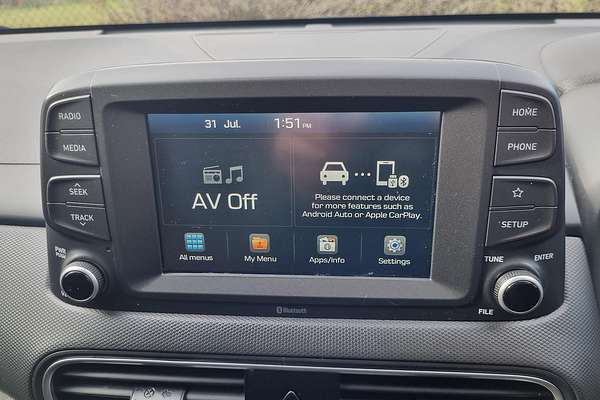 RADIO
MEDIA
SEEK
TRACK
PWR
PUSH
31 Jul.
1:51 PM
AV Off
Please connect a device
for more features such as
Android Auto or Apple CarPlay.
All menus
My Menu
Apps/Info
Settings
HOME
PHONE
SETUP
TUNE
ENTER
FILE
Bluetooth